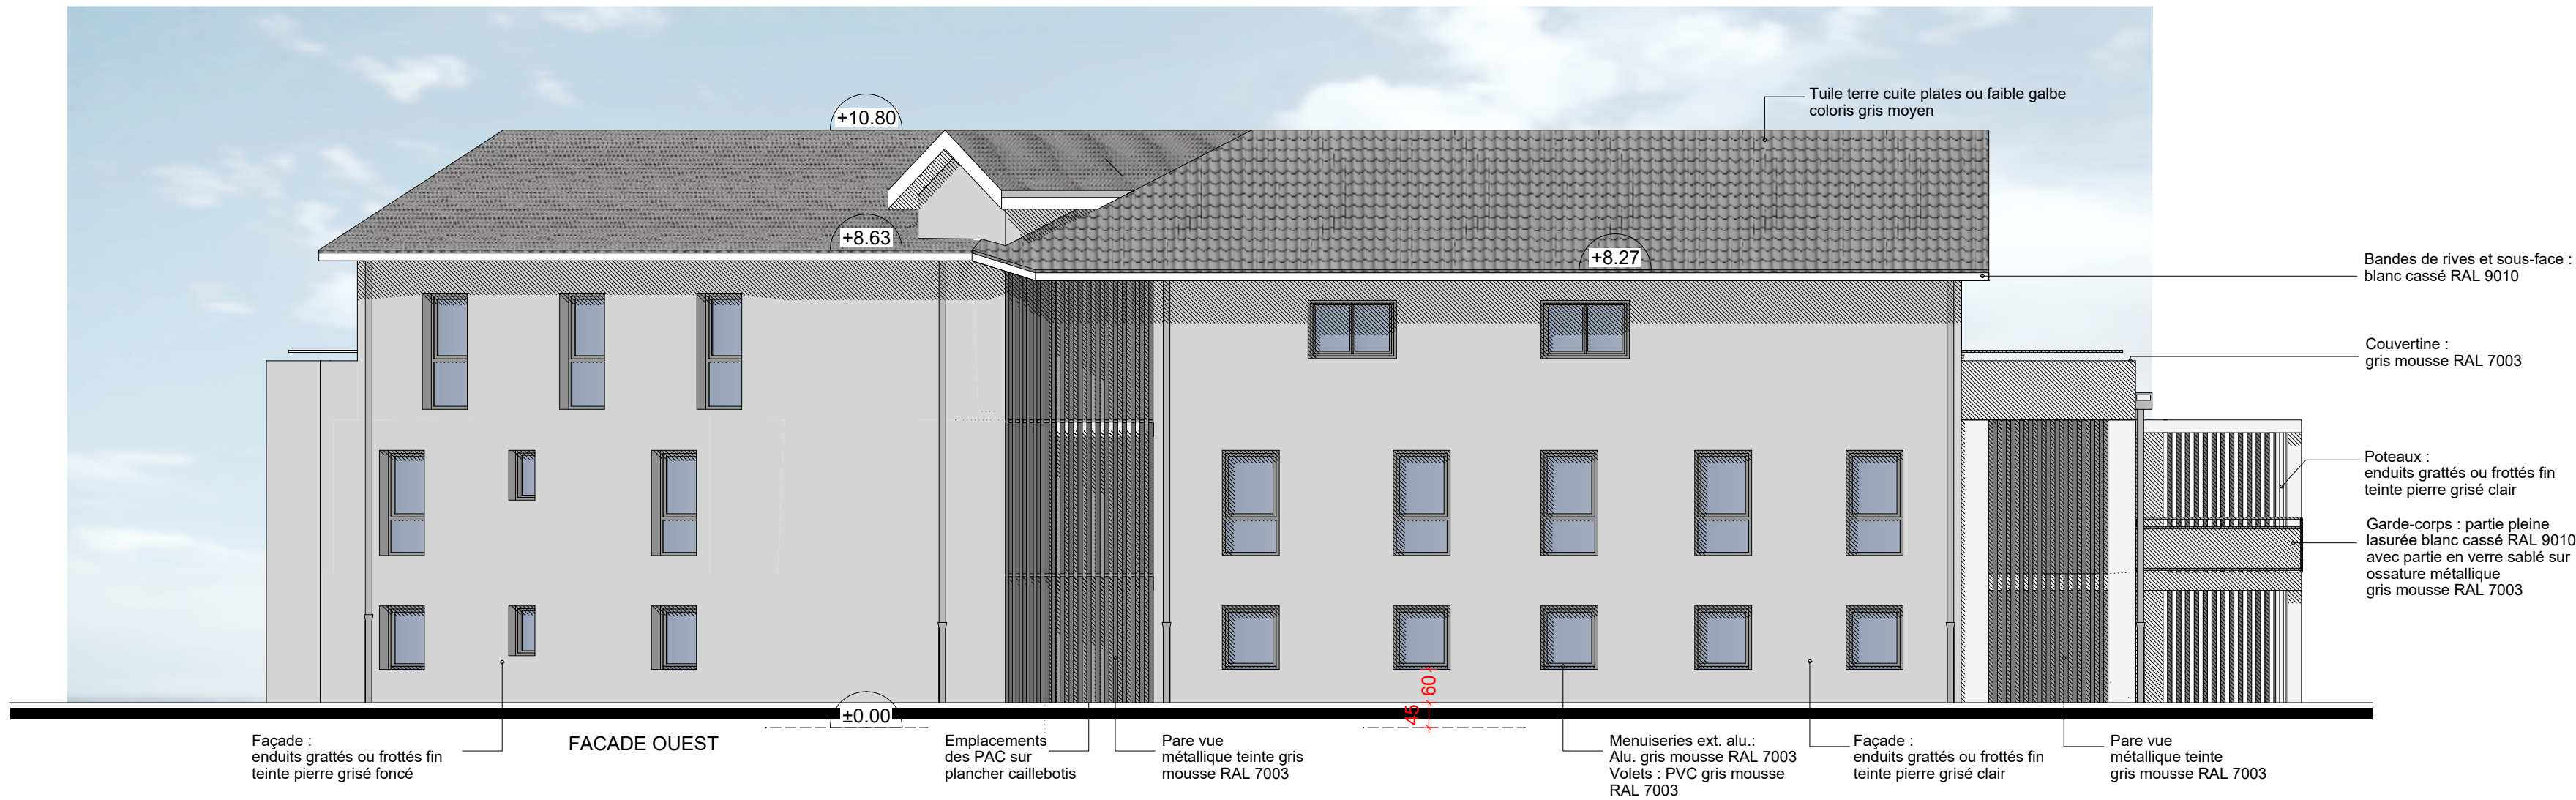 Tuile terre cuite plates ou faible galbe
coloris gris moyen
+10.80
+8.63
+8.27
Bandes de rives et sous-face :
blanc cassé RAL 9010
Couvertine :
gris mousse RAL 7003
Poteaux :
enduits grattés ou frottés fin
teinte pierre grisé clair
Garde-corps : partie pleine
lasurée blanc cassé RAL 9010
avec partie en verre sablé sur
ossature métallique
gris mousse RAL 7003
60
45
±0.00
Façade :
enduits grattés ou frottés fin
teinte pierre grisé foncé
FACADE OUEST
Emplacements
des PAC sur
plancher caillebotis
Pare vue
métallique teinte gris
mousse RAL 7003
Menuiseries ext. alu.:
Alu. gris mousse RAL 7003
Volets : PVC gris mousse
RAL 7003
Façade :
enduits grattés ou frottés fin
teinte pierre grisé clair
Pare vue
métallique teinte
gris mousse RAL 7003